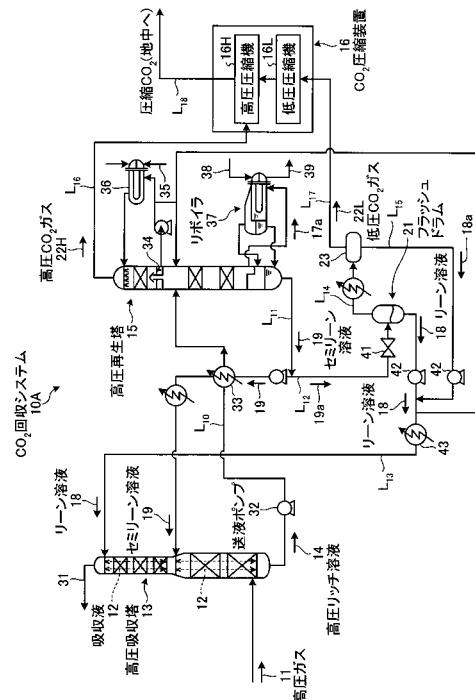 CO₂回収システム
10A
高圧CO₂ガス
22H
L₁₆
圧縮CO₂(地中へ)
L₁₈
高圧圧縮機
16H
低圧圧縮機
16L
16
CO₂圧縮装置
36
35
34
高圧再生塔
15
リボイラ
37
38
39
17a
L₁₇
22L
低圧CO₂ガス
L₁₅
21
フラッシュ
ドラム
23
L₁₄
18a
リーン溶液
L₁₁
19
セミリーン
溶液
41
18
42
42
33
L₁₀
19
L₁₂
19a
リーン溶液
18
43
L₁₃
31
リーン溶液
18
セミリーン溶液
19
吸収液
12
高圧吸収塔
13
12
送液ポンプ
32
14
高圧リッチ溶液
11
高圧ガス